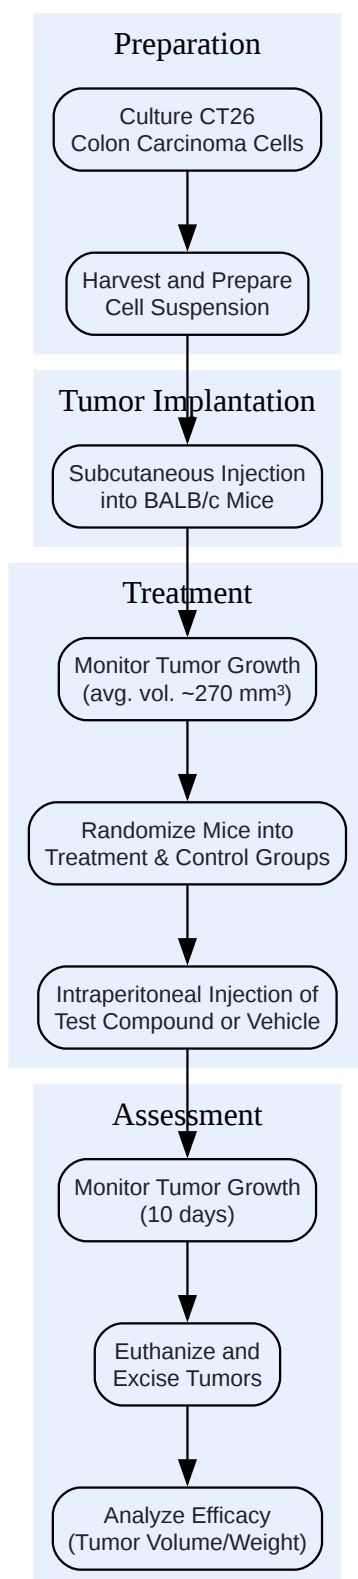 Preparation
Culture CT26
Colon Carcinoma Cells
Harvest and Prepare
Cell Suspension
Tumor Implantation
Subcutaneous Injection
into BALB/c Mice
Treatment
Monitor Tumor Growth
(avg. vol. ~270 mm³)
Randomize Mice into
Treatment & Control Groups
Intraperitoneal Injection of
Test Compound or Vehicle
Assessment
Monitor Tumor Growth
(10 days)
Euthanize and
Excise Tumors
Analyze Efficacy
(Tumor Volume/Weight)